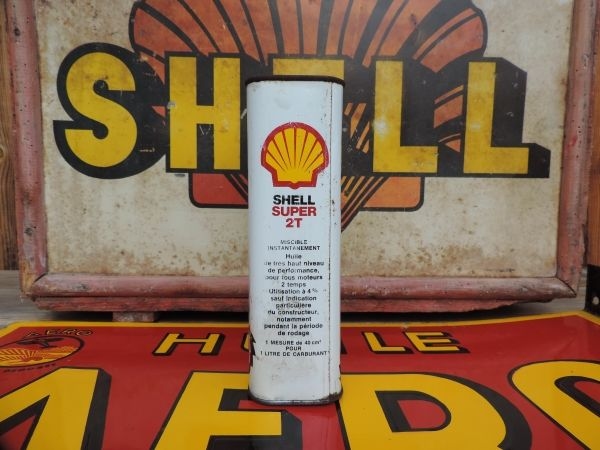 SHELL
SHELL
SUPER
2T
MISCIBLE
INSTANTANEMENT
Huile
de tres haut niveau
de performance,
pour tous moteurs
2 temps
Utilisation à 4 %
sauf indication
particulière
du constructeur,
notamment
pendant la période
de rodage
1 MESURE de 40 cm³
POUR
1 LITRE DE CARBURANT
HUILE
AERO